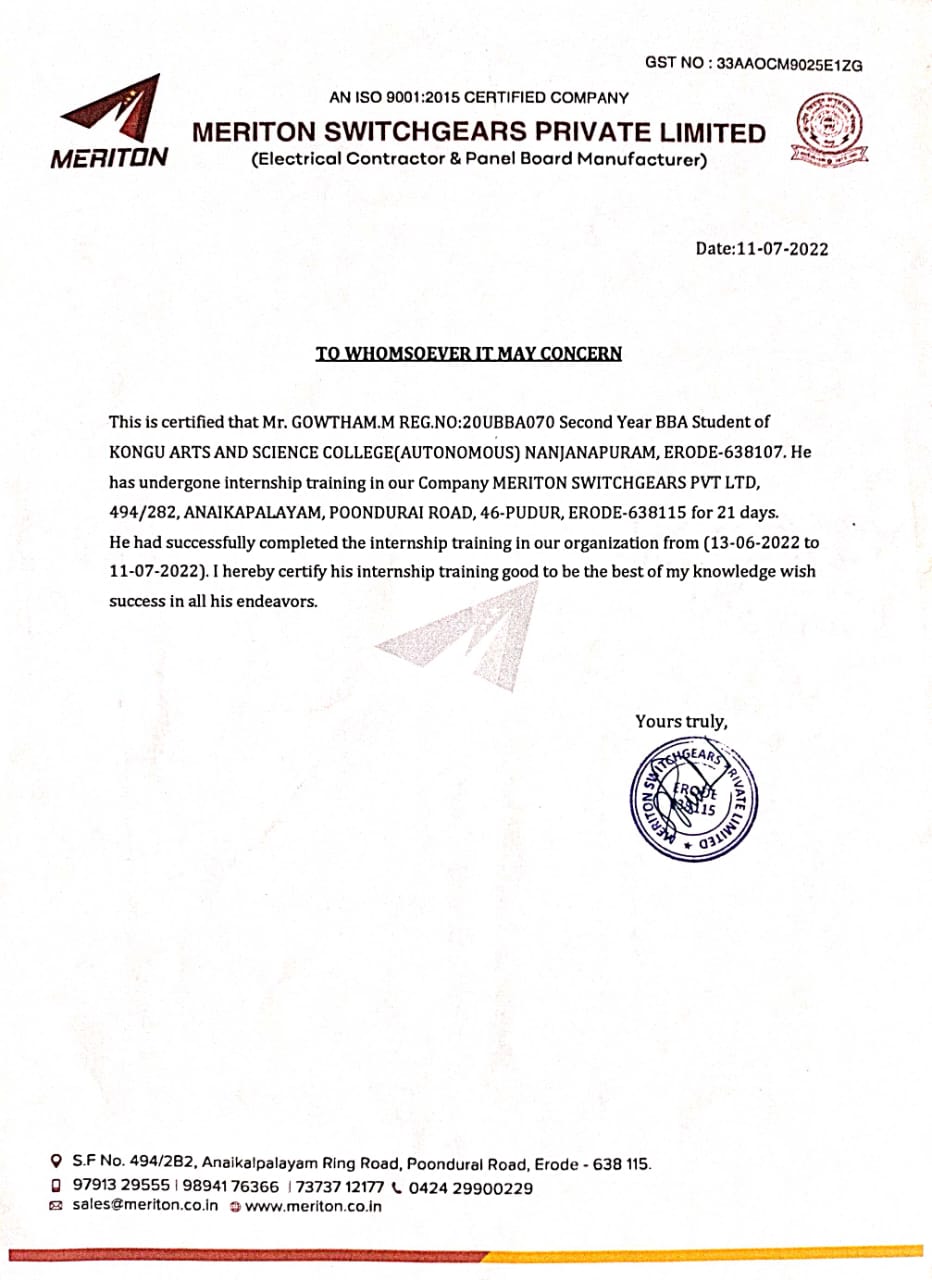 GST NO : 33AAOCM9025E1ZG
AN ISO 9001:2015 CERTIFIED COMPANY
MERITON SWITCHGEARS PRIVATE LIMITED
(Electrical Contractor & Panel Board Manufacturer)
MERITON
Date:11-07-2022
TO WHOMSOEVER IT MAY CONCERN
This is certified that Mr. GOWTHAM.M REG.NO:20UBBA070 Second Year BBA Student of
KONGU ARTS AND SCIENCE COLLEGE(AUTONOMOUS) NANJANAPURAM, ERODE-638107. He
has undergone internship training in our Company MERITON SWITCHGEARS PVT LTD,
494/282, ANAIKAPALAYAM, POONDURAI ROAD, 46-PUDUR, ERODE-638115 for 21 days.
He had successfully completed the internship training in our organization from (13-06-2022 to
11-07-2022). I hereby certify his internship training good to be the best of my knowledge wish
success in all his endeavors.
Yours truly,
MERITON SWITCHGEARS PRIVATE LIMITED
ERODE
638115
S.F No. 494/2B2, Anaikalpalayam Ring Road, Poondurai Road, Erode - 638 115.
97913 29555 | 98941 76366 | 73737 12177 0424 29900229
sales@meriton.co.in www.meriton.co.in